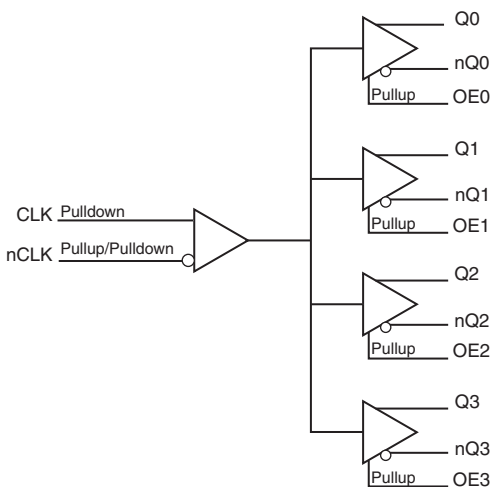 Q0
nQ0
Pullup OE0
Q1
nQ1
Pullup OE1
CLK Pulldown
nCLK Pullup/Pulldown
Q2
nQ2
Pullup OE2
Q3
nQ3
Pullup OE3